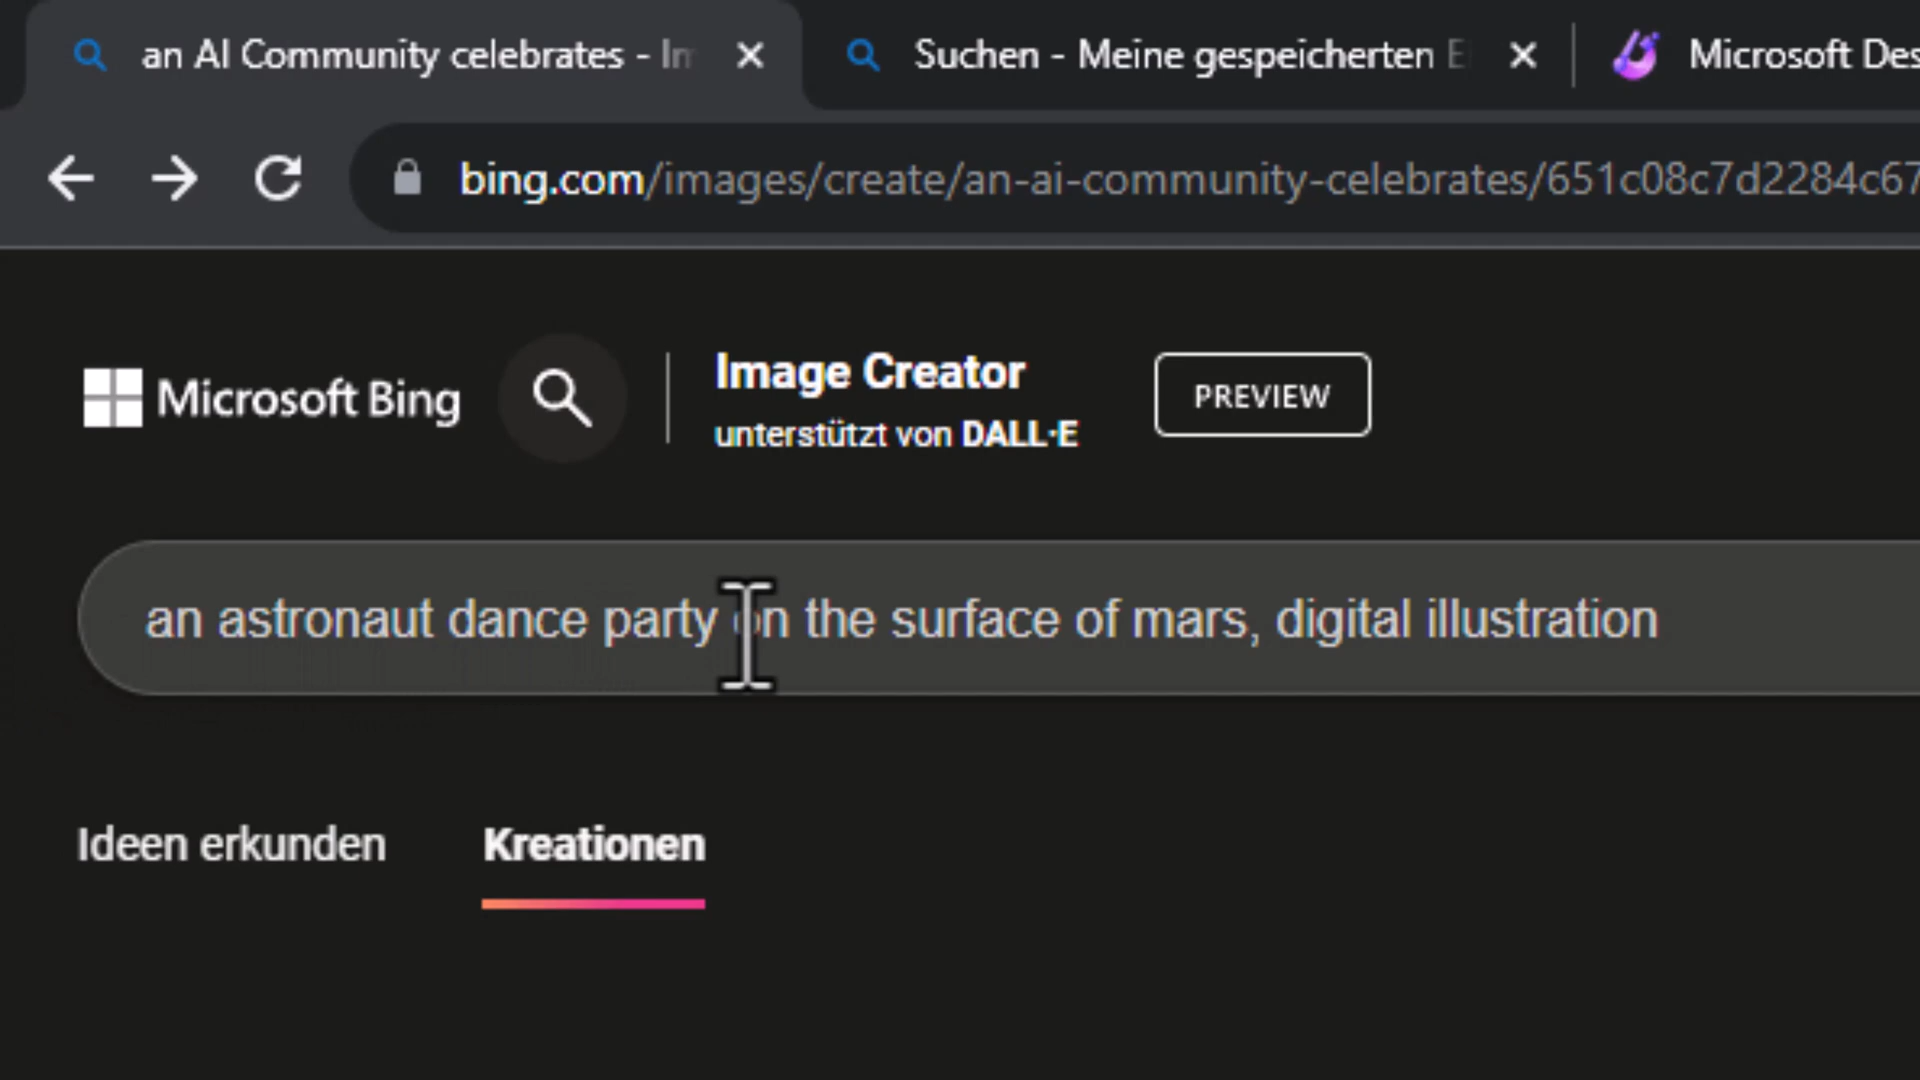 an AI Community celebrates - Im
Suchen - Meine gespeicherten E
Microsoft Des
bing.com/images/create/an-ai-community-celebrates/651c08c7d2284c67
Microsoft Bing
Image Creator
unterstützt von DALL·E
PREVIEW
an astronaut dance party on the surface of mars, digital illustration
Ideen erkunden
Kreationen